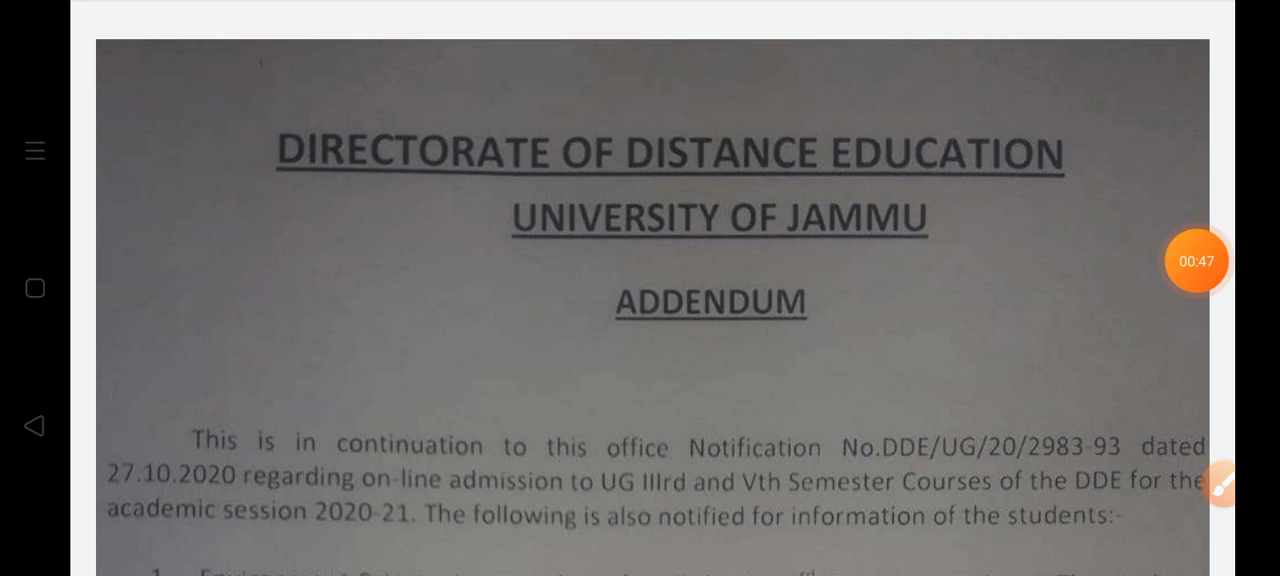 DIRECTORATE OF DISTANCE EDUCATION
UNIVERSITY OF JAMMU
00:47
ADDENDUM
This is in continuation to this office Notification No.DDE/UG/20/2983-93 dated
27.10.2020 regarding on-line admission to UG IIIrd and Vth Semester Courses of the DDE for the
academic session 2020-21. The following is also notified for information of the students:-